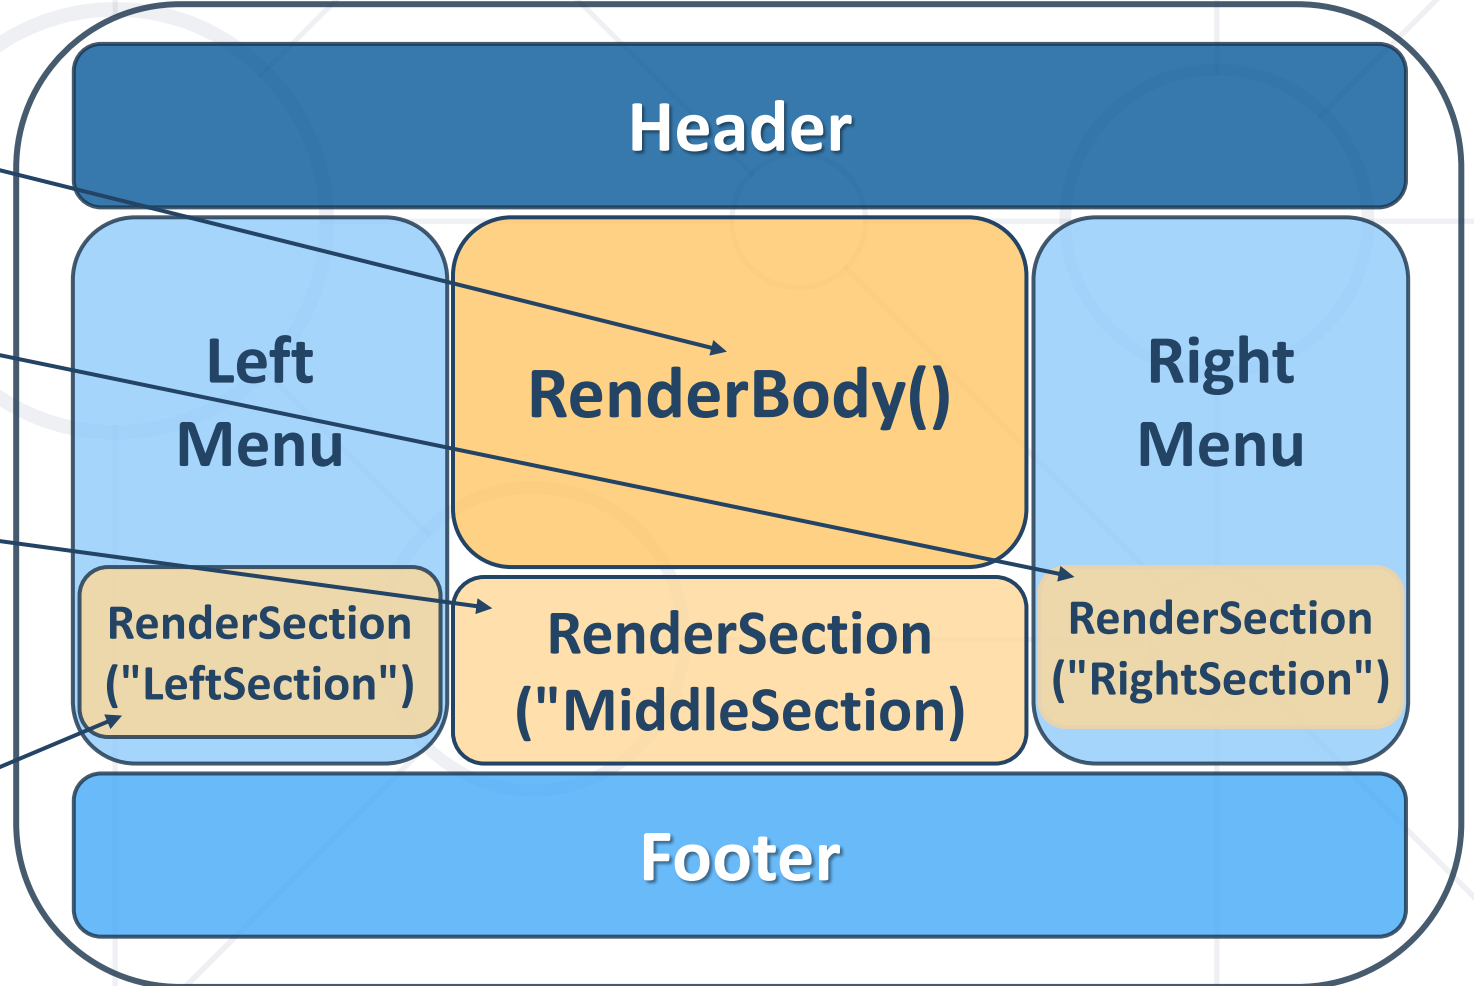 Header
Left
Menu
RenderBody()
Right
Menu
RenderSection
("LeftSection")
RenderSection
("MiddleSection)
RenderSection
("RightSection")
Footer